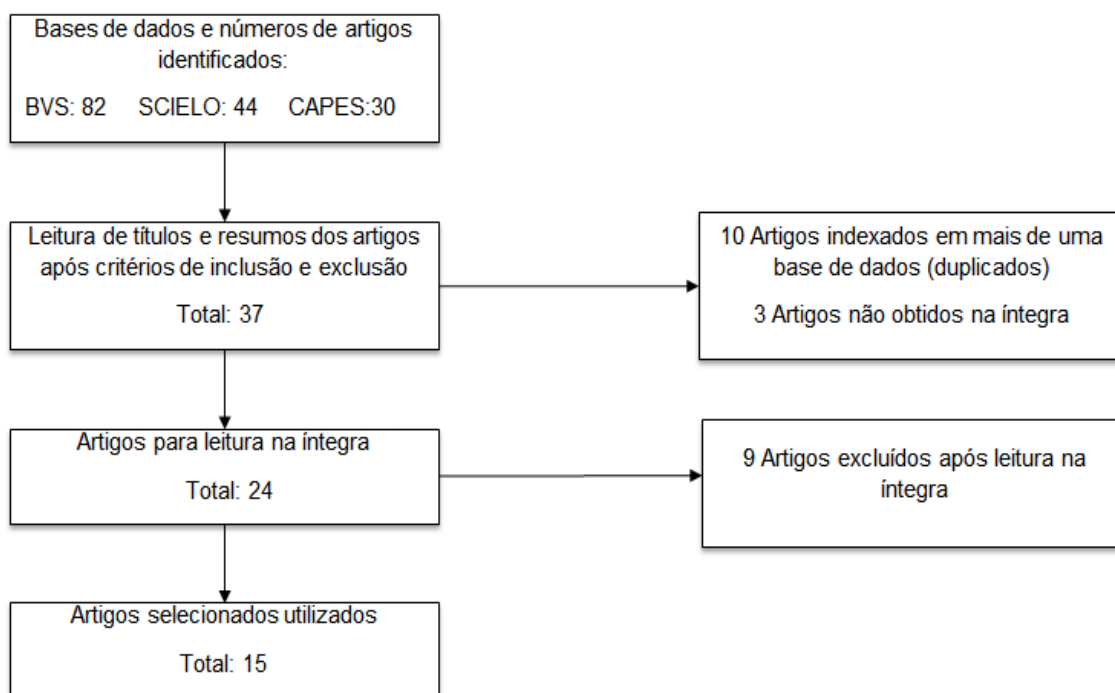 Bases de dados e números de artigos
identificados:
BVS: 82 SCIELO: 44 CAPES:30
Leitura de títulos e resumos dos artigos
após critérios de inclusão e exclusão
Total: 37
10 Artigos indexados em mais de uma
base de dados (duplicados)
3 Artigos não obtidos na íntegra
Artigos para leitura na íntegra
Total: 24
9 Artigos excluídos após leitura na
íntegra
Artigos selecionados utilizados
Total: 15